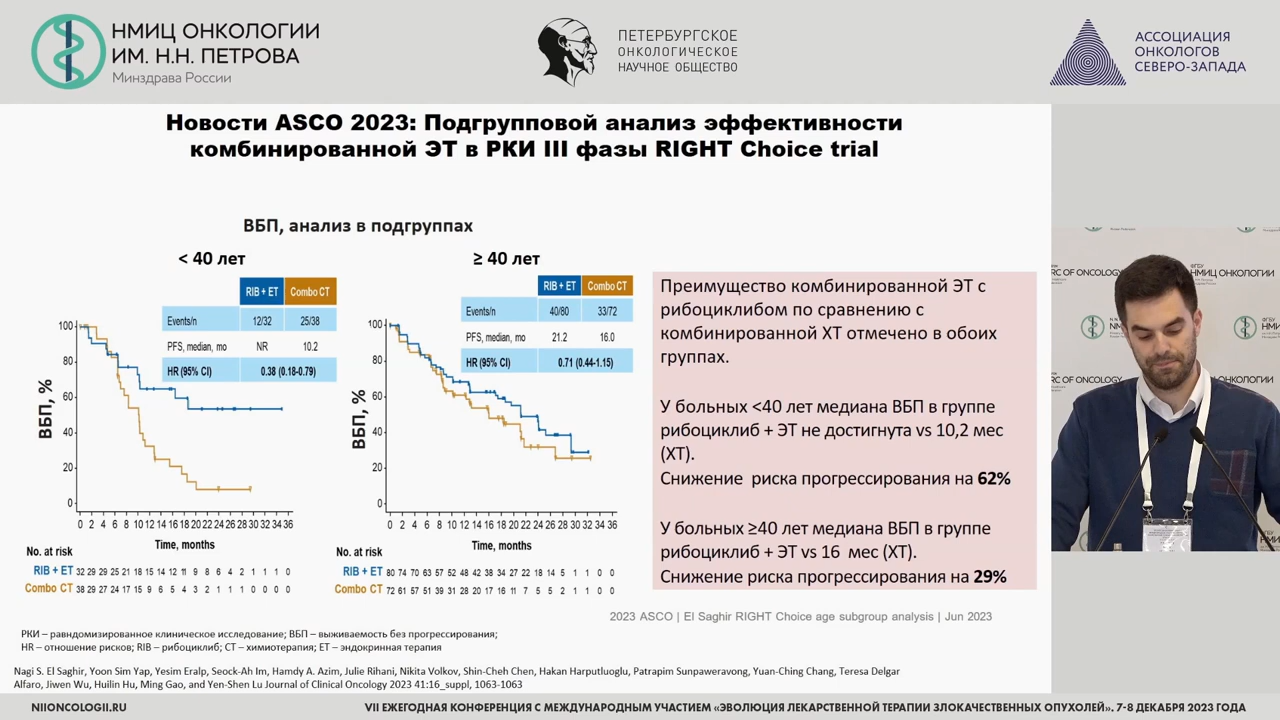 НМИЦ ОНКОЛОГИИ
ИМ. Н.Н. ПЕТРОВА
Минздрава России
ПЕТЕРБУРГСКОЕ
ОНКОЛОГИЧЕСКОЕ
НАУЧНОЕ ОБЩЕСТВО
АССОЦИАЦИЯ
ОНКОЛОГОВ
СЕВЕРО-ЗАПАДА
Новости ASCO 2023: Подгрупповой анализ эффективности
комбинированной ЭТ в РКИ III фазы RIGHT Choice trial
ВБП, анализ в подгруппах
< 40 лет
RIB + ET Combo CT
Events/n 12/32 25/38
PFS, median, mo NR 10.2
HR (95% CI) 0.38 (0.18-0.79)
ВБП, %
100
80
60
40
20
0
0 2 4 6 8 10 12 14 16 18 20 22 24 26 28 30 32 34 36
Time, months
No. at risk
RIB + ET 32 29 29 25 21 18 15 14 12 11 9 8 6 4 2 1 1 1 0
Combo CT 38 29 27 24 17 15 9 6 5 4 3 2 1 1 1 0 0 0 0
≥ 40 лет
RIB + ET Combo CT
Events/n 40/80 33/72
PFS, median, mo 21.2 16.0
HR (95% CI) 0.71 (0.44-1.15)
ВБП, %
100
80
60
40
20
0
0 2 4 6 8 10 12 14 16 18 20 22 24 26 28 30 32 34 36
Time, months
No. at risk
RIB + ET 80 74 70 63 57 52 47 42 38 34 27 22 18 14 5 2 1 0 0
Combo CT 72 61 57 51 39 31 28 20 17 16 10 7 5 5 2 1 1 0 0
Преимущество комбинированной ЭТ с
рибоциклибом по сравнению с
комбинированной ХТ отмечено в обоих
группах.
У больных <40 лет медиана ВБП в группе
рибоциклиб + ЭТ не достигнута vs 10,2 мес
(ХТ).
Снижение риска прогрессирования на 62%
У больных ≥40 лет медиана ВБП в группе
рибоциклиб + ЭТ vs 16 мес (ХТ).
Снижение риска прогрессирования на 29%
2023 ASCO | El Saghir RIGHT Choice age subgroup analysis | Jun 2023
РКИ – равндомизированное клиническое исследование; ВБП – выживаемость без прогрессирования;
HR – отношение рисков; RIB – рибоциклиб; СТ – химиотерапия; ЕТ – эндокринная терапия
Nagi S. El Saghir, Yoon Sim Yap, Yesim Eralp, Seock-Ah Im, Hamdy A. Azim, Julie Rihani, Nikita Volkov, Shin-Cheh Chen, Hakan Harputluoglu, Patrapim Sunpaweravong, Yuan-Ching Chang, Teresa Delgar
Alfaro, Jiwen Wu, Huilin Hu, Ming Gao, and Yen-Shen Lu Journal of Clinical Oncology 2023 41:16_suppl, 1063-1063
RC OF ONCOLOGY
НМИЦ ОНКОЛОГИИ
NIIONCOLOGII.RU
VII ЕЖЕГОДНАЯ КОНФЕРЕНЦИЯ С МЕЖДУНАРОДНЫМ УЧАСТИЕМ «ЭВОЛЮЦИЯ ЛЕКАРСТВЕННОЙ ТЕРАПИИ ЗЛОКАЧЕСТВЕННЫХ ОПУХОЛЕЙ». 7-8 ДЕКАБРЯ 2023 ГОДА